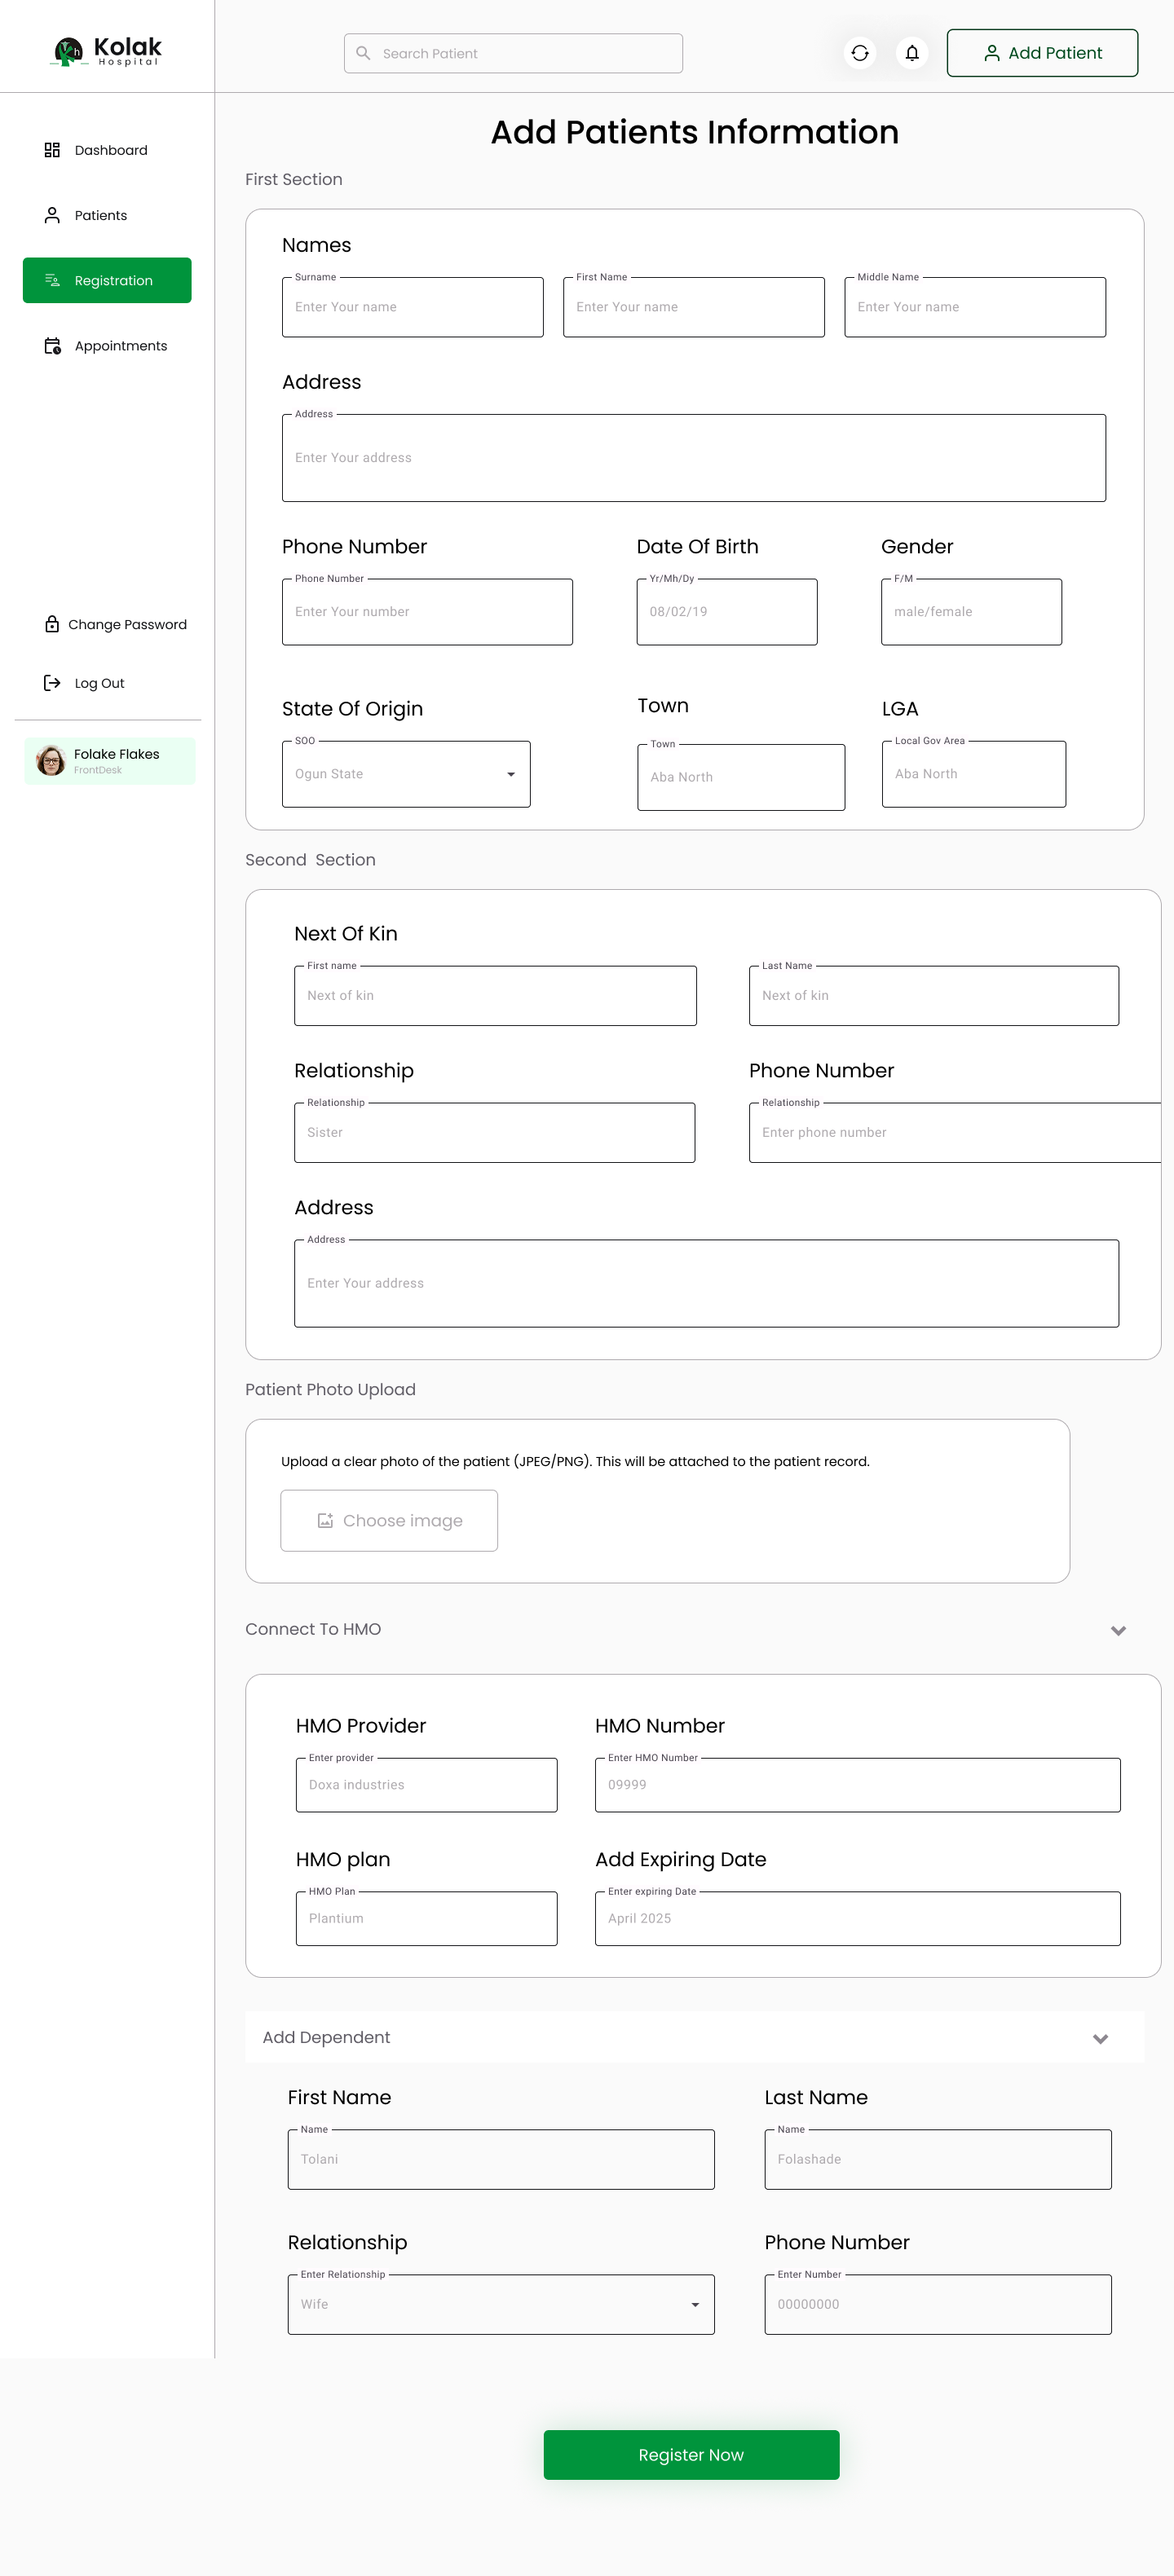 Kolak
Hospital
Search Patient
Add Patient
Dashboard
Patients
Registration
Appointments
Change Password
Log Out
Folake Flakes
FrontDesk
Add Patients Information
First Section
Names
Surname
Enter Your name
First Name
Enter Your name
Middle Name
Enter Your name
Address
Address
Enter Your address
Phone Number
Phone Number
Enter Your number
Date Of Birth
Yr/Mh/Dy
08/02/19
Gender
F/M
male/female
State Of Origin
SOO
Ogun State
Town
Town
Aba North
LGA
Local Gov Area
Aba North
Second Section
Next Of Kin
First name
Next of kin
Last Name
Next of kin
Relationship
Relationship
Sister
Phone Number
Relationship
Enter phone number
Address
Address
Enter Your address
Patient Photo Upload
Upload a clear photo of the patient (JPEG/PNG). This will be attached to the patient record.
Choose image
Connect To HMO
HMO Provider
Enter provider
Doxa industries
HMO Number
Enter HMO Number
09999
HMO plan
HMO Plan
Plantium
Add Expiring Date
Enter expiring Date
April 2025
Add Dependent
First Name
Name
Tolani
Last Name
Name
Folashade
Relationship
Enter Relationship
Wife
Phone Number
Enter Number
00000000
Register Now